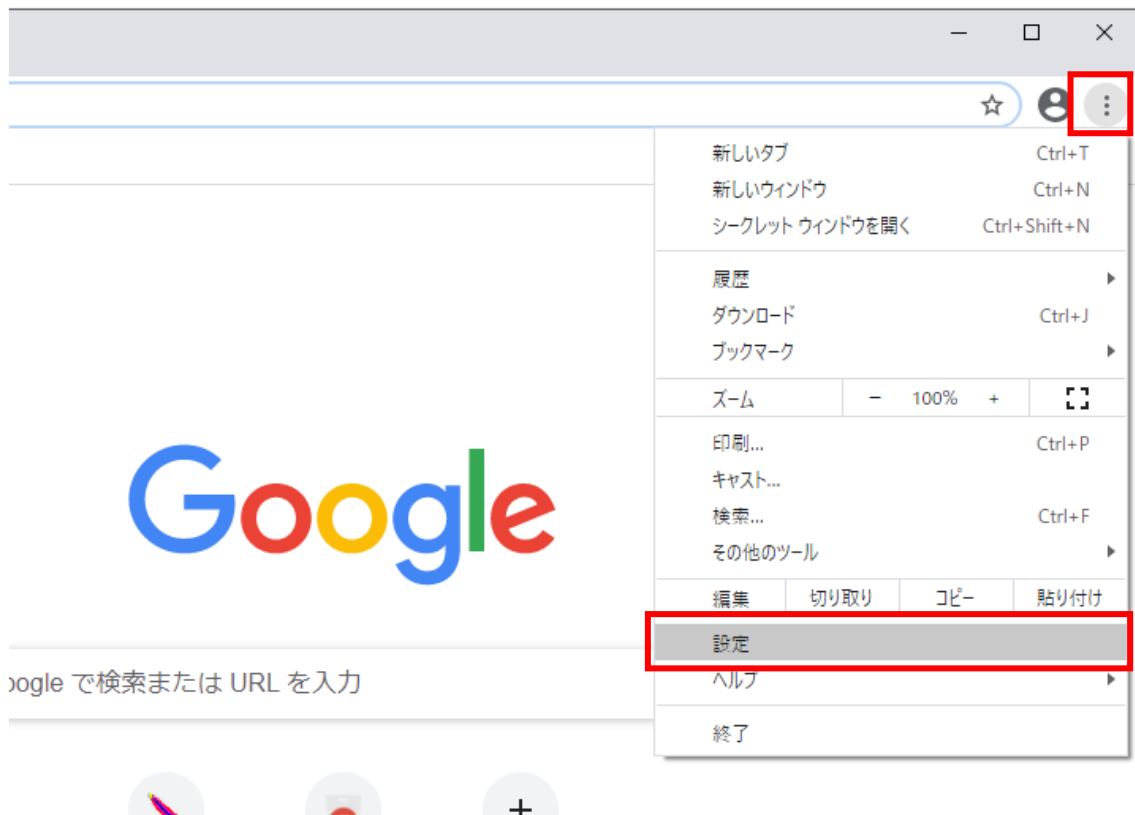 新しいタブ Ctrl+T
新しいウィンドウ Ctrl+N
シークレット ウィンドウを開く Ctrl+Shift+N
履歴
ダウンロード Ctrl+J
ブックマーク
ズーム - 100% +
印刷... Ctrl+P
キャスト...
検索... Ctrl+F
その他のツール
編集 切り取り コピー 貼り付け
設定
ヘルプ
終了
Google
oogle で検索または URL を入力